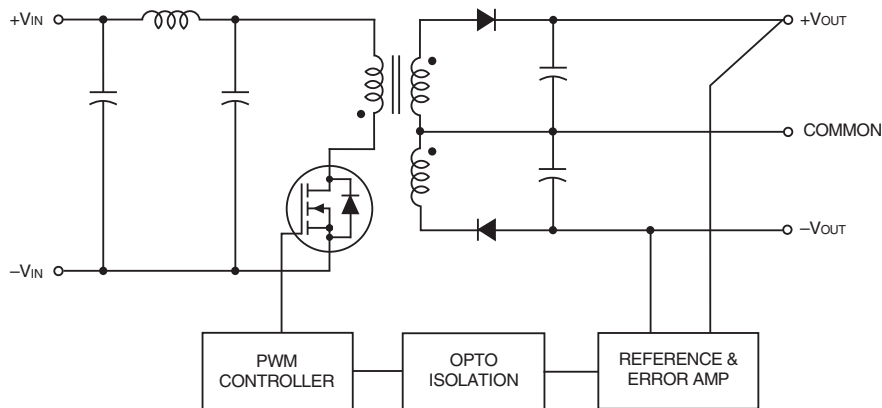 +VIN
+VOUT
COMMON
–VIN
–VOUT
PWM
CONTROLLER
OPTO
ISOLATION
REFERENCE &
ERROR AMP